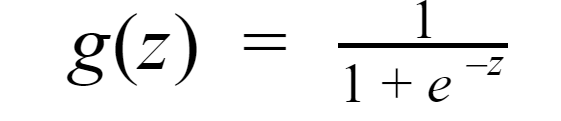 g(z) = 1 / (1 + e^{-z})